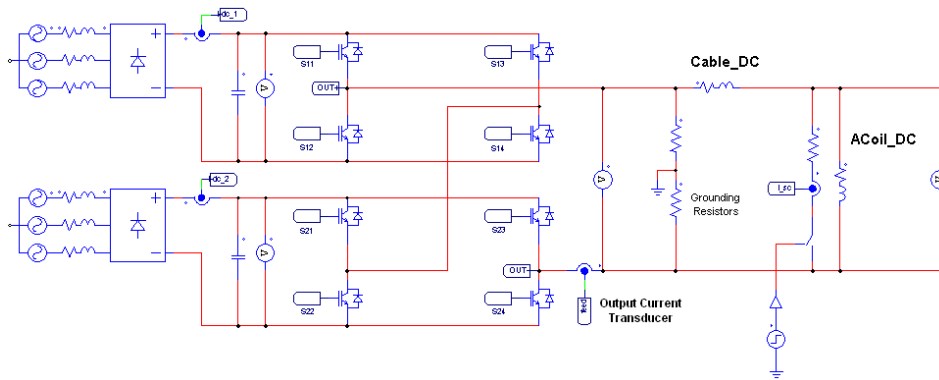 dc_1
S11
S13
OUT
Cable_DC
S12
S14
ACoil_DC
I_sc
dc_2
Grounding
Resistors
S21
S23
OUT
S22
S24
Output Current
Transducer
feed